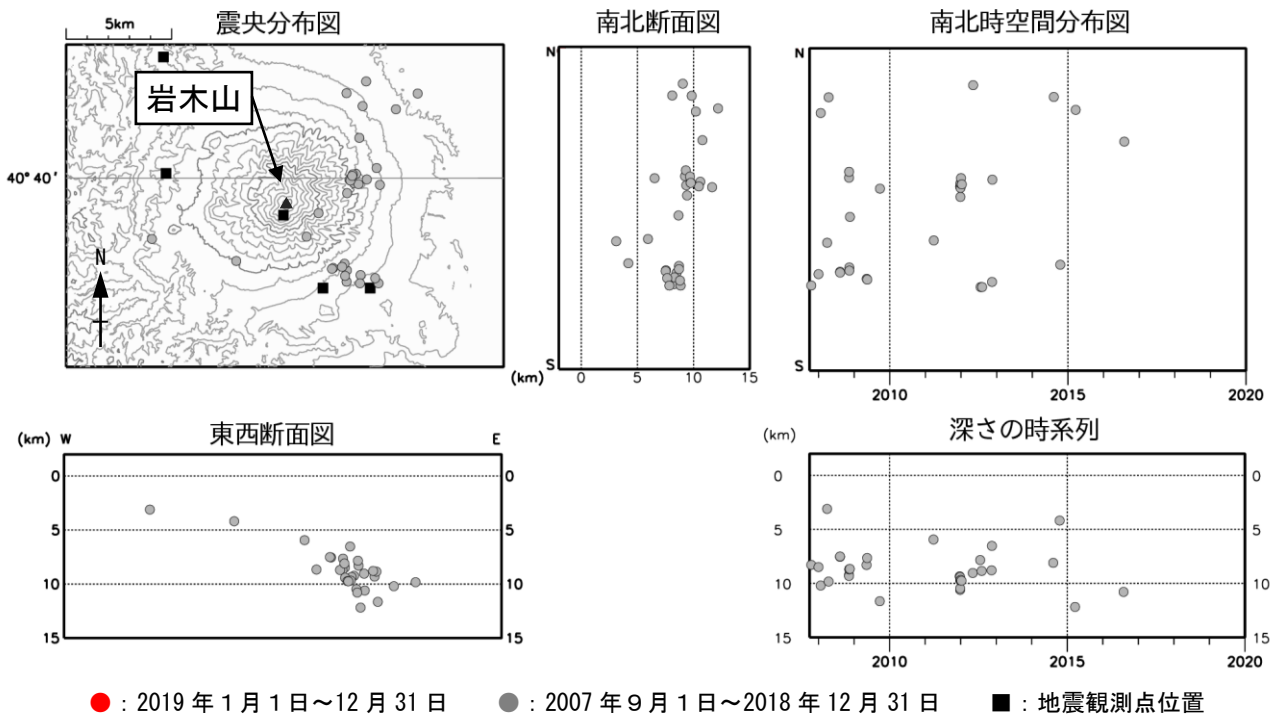 5km
震央分布図
岩木山
40° 40′
N
南北断面図
N
S
(km) 0 5 10 15
南北時空間分布図
N
S
2010 2015 2020
東西断面図
(km) W E
0 0
5 5
10 10
15 15
深さの時系列
(km)
0 0
5 5
10 10
15 15
2010 2015 2020
：2019 年１月１日～12 月 31 日 ：2007 年９月１日～2018 年 12 月 31 日 ：地震観測点位置